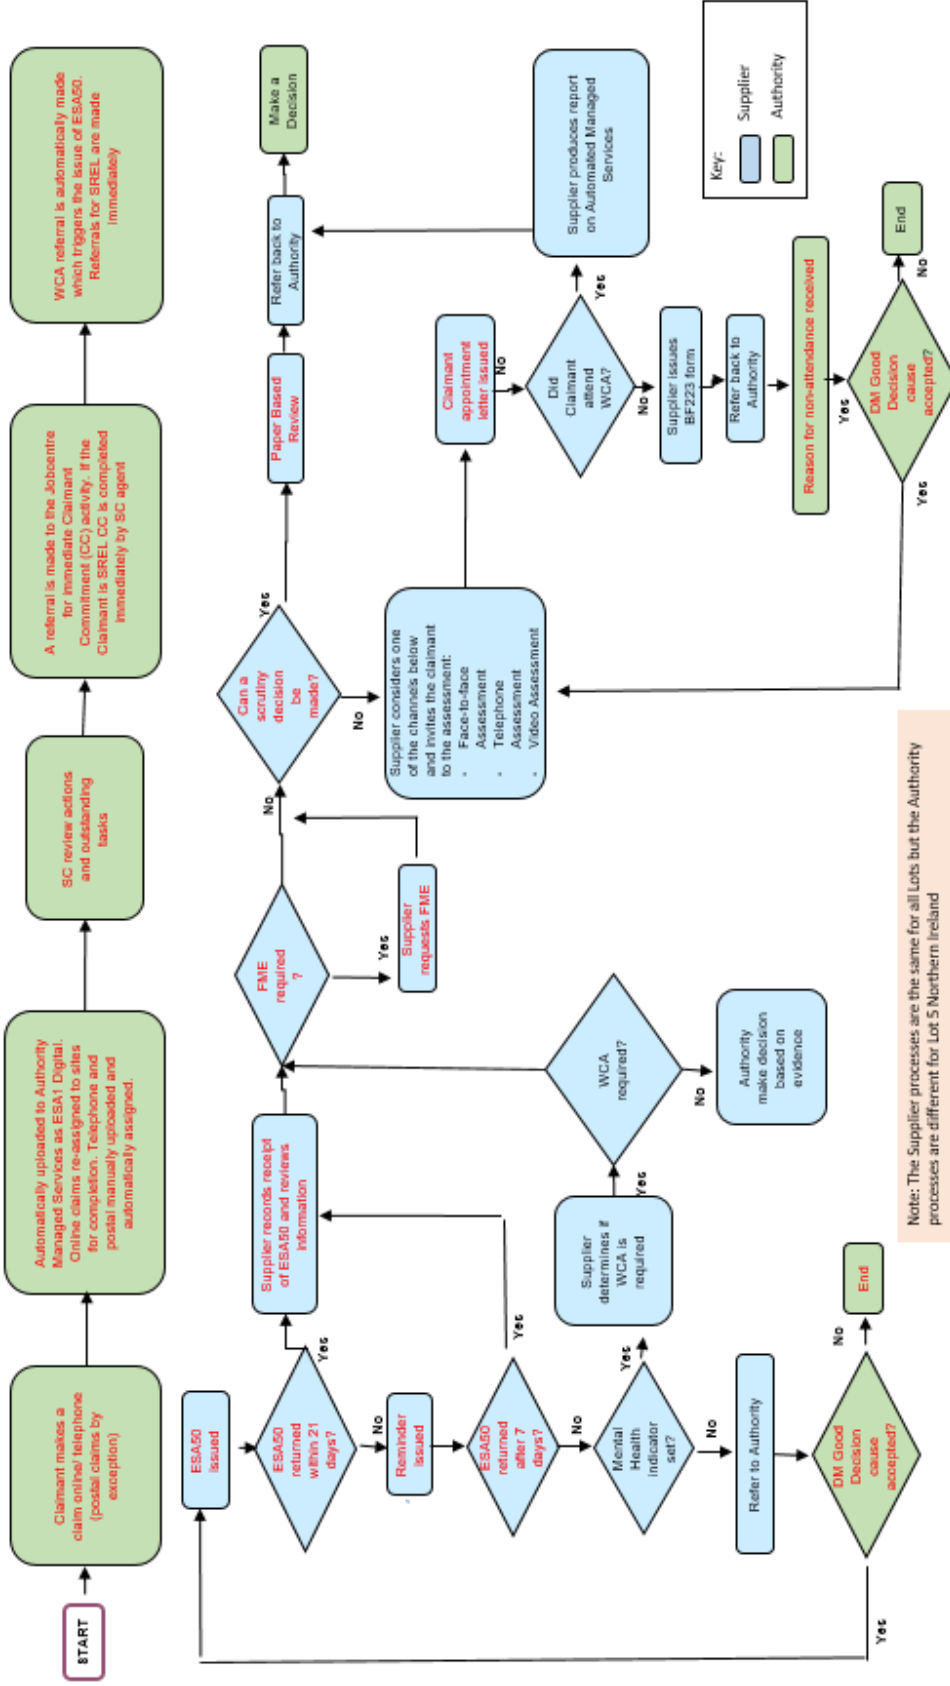 START
Claimant makes a
claim online/ telephone
(postal claims by
exception)
Automatically uploaded to Authority
Managed Services as ESA1 Digital.
Online claims re-assigned to sites
for completion. Telephone and
postal manually uploaded and
automatically assigned.
SC review actions
and outstanding
tasks
A referral is made to the Jobcentre
for immediate Claimant
Commitment (CC) activity. If the
Claimant is SREL CC is completed
immediately by SC agent
WCA referral is automatically made
which triggers the issue of ESA50.
Referrals for SREL are made
immediately
ESA50
issued
ESA50
returned
within 21
days?
Yes
No
Supplier records receipt
of ESA50 and reviews
information
Reminder
issued
ESA50
returned
after 7
days?
Yes
No
Mental
Health
indicator
set?
Yes
No
Supplier
determines if
WCA is
required
Yes
WCA
required?
No
Authority
make decision
based on
evidence
Refer to Authority
DM Good
Decision
cause
accepted?
No
Yes
End
FME
required
?
Yes
No
Supplier
requests FME
Can a
scrutiny
decision
be
made?
Yes
No
Paper Based
Review
Refer back to
Authority
Make a
Decision
Supplier considers one
of the channels below
and invites the claimant
to the assessment:
- Face-to-face
Assessment
- Telephone
Assessment
- Video Assessment
Claimant
appointment
letter issued
No
Did
Claimant
attend
WCA?
Yes
No
Supplier produces report
on Automated Managed
Services
Supplier issues
BF223 form
Refer back to
Authority
Reason for non-attendance received
Yes
DM Good
Decision
cause
accepted?
Yes
No
End
Key:
Supplier
Authority
Note: The Supplier processes are the same for all Lots but the Authority
processes are different for Lot 5 Northern Ireland